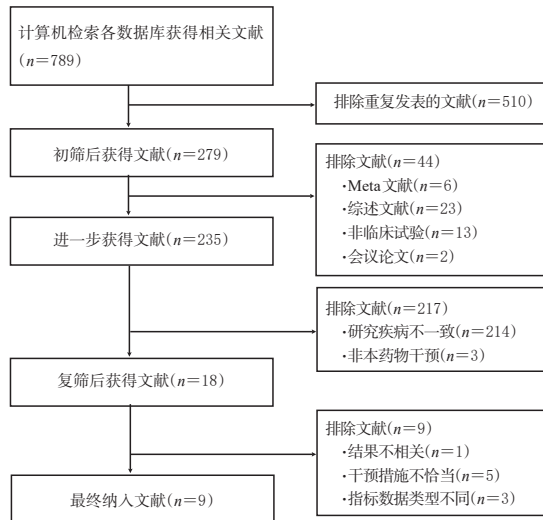 计算机检索各数据库获得相关文献
(n=789)
排除重复发表的文献(n=510)
初筛后获得文献(n=279)
排除文献(n=44)
·Meta文献(n=6)
·综述文献(n=23)
·非临床试验(n=13)
·会议论文(n=2)
进一步获得文献(n=235)
排除文献(n=217)
·研究疾病不一致(n=214)
·非本药物干预(n=3)
复筛后获得文献(n=18)
排除文献(n=9)
·结果不相关(n=1)
·干预措施不恰当(n=5)
·指标数据类型不同(n=3)
最终纳入文献(n=9)